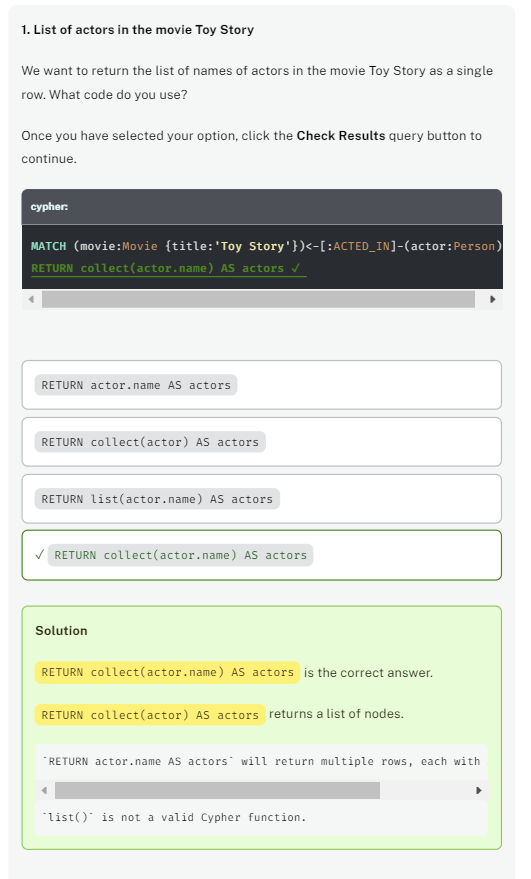 1. List of actors in the movie Toy Story
We want to return the list of names of actors in the movie Toy Story as a single
row. What code do you use?
Once you have selected your option, click the Check Results query button to
continue.
cypher:
MATCH (movie:Movie {title:'Toy Story'})<-[:ACTED_IN]-(actor:Person)
RETURN collect(actor.name) AS actors ✓
RETURN actor.name AS actors
RETURN collect(actor) AS actors
RETURN list(actor.name) AS actors
✓ RETURN collect(actor.name) AS actors
Solution
RETURN collect(actor.name) AS actors is the correct answer.
RETURN collect(actor) AS actors returns a list of nodes.
`RETURN actor.name AS actors` will return multiple rows, each with
`list()` is not a valid Cypher function.